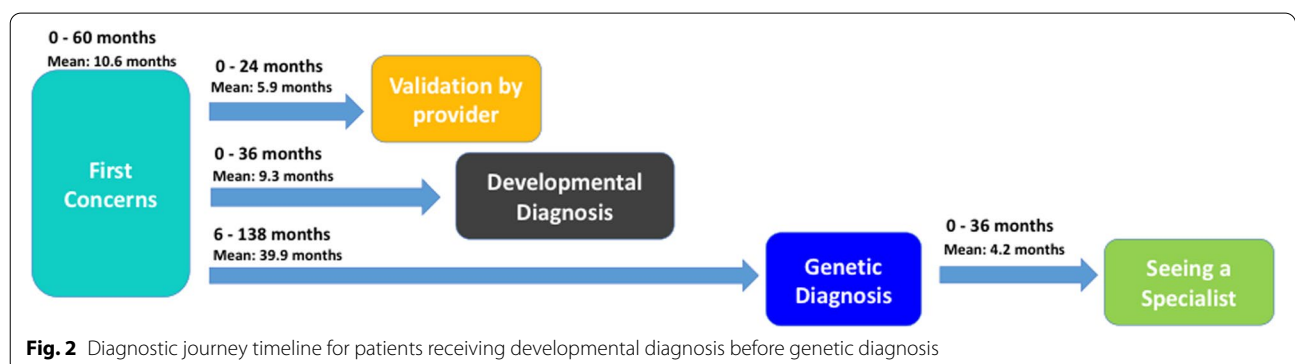 0 - 60 months
Mean: 10.6 months
First
Concerns
0 - 24 months
Mean: 5.9 months
Validation by
provider
0 - 36 months
Mean: 9.3 months
Developmental
Diagnosis
6 - 138 months
Mean: 39.9 months
Genetic
Diagnosis
0 - 36 months
Mean: 4.2 months
Seeing a
Specialist
Fig. 2 Diagnostic journey timeline for patients receiving developmental diagnosis before genetic diagnosis